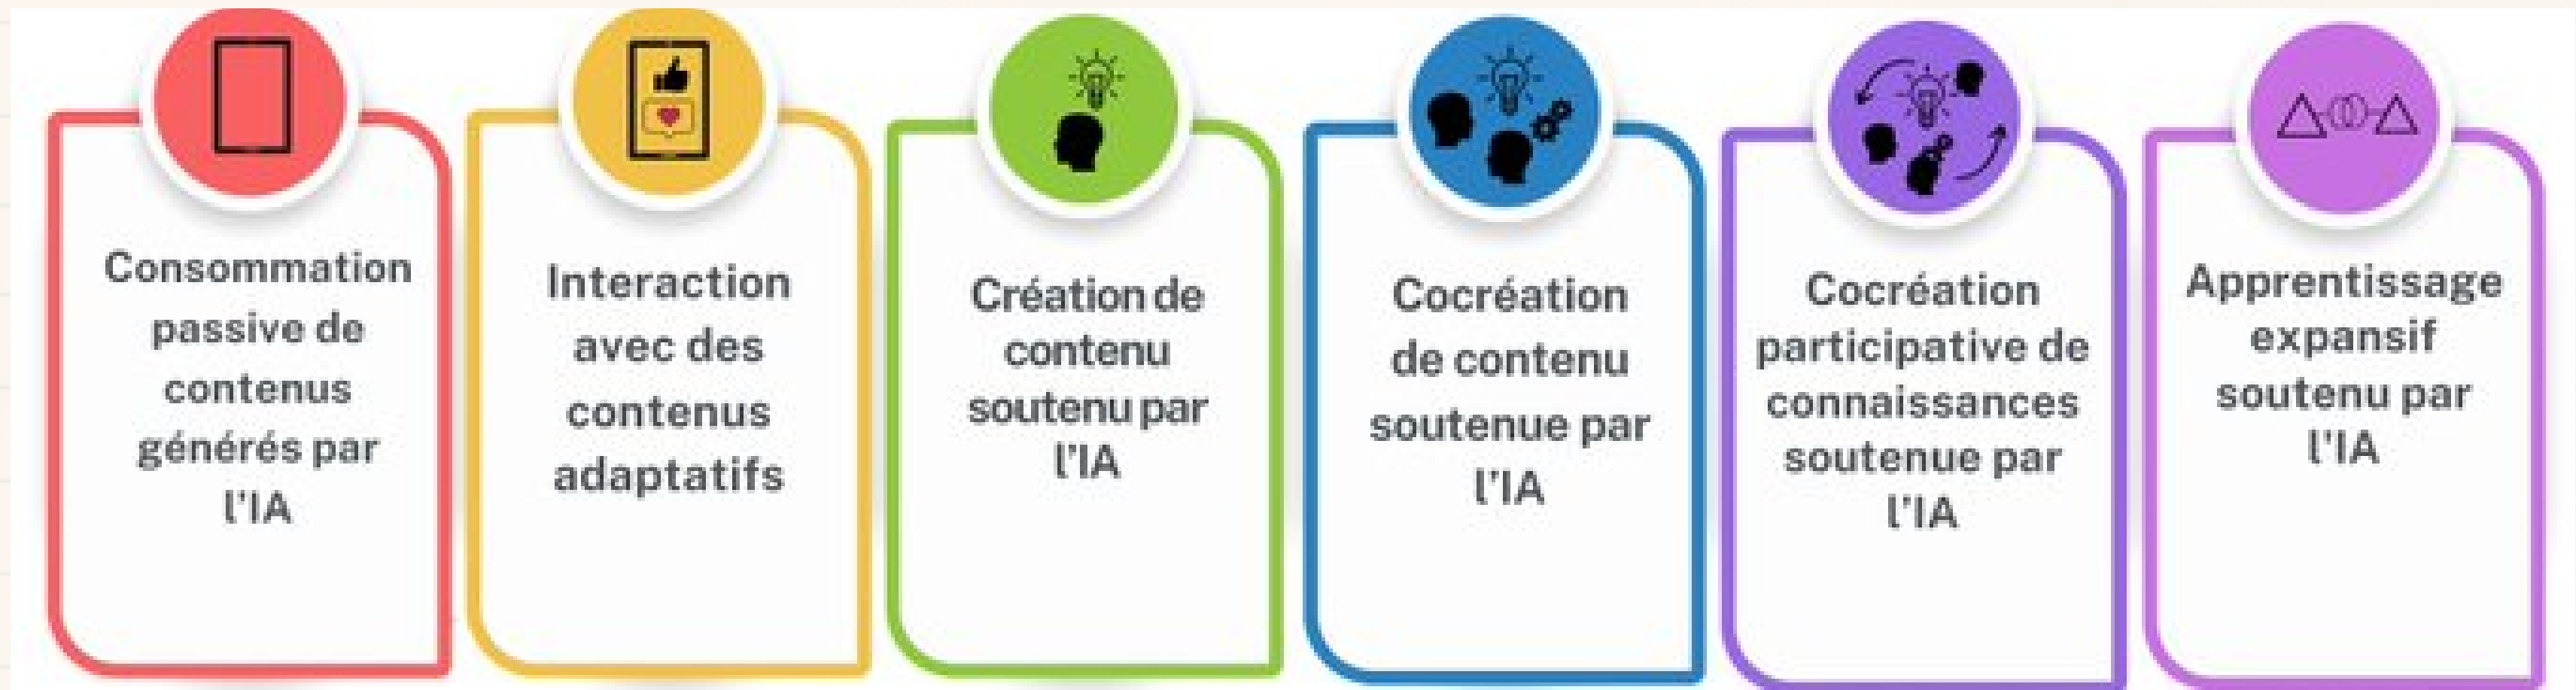 Consommation
passive de
contenus
générés par
l'IA
Interaction
avec des
contenus
adaptatifs
Création de
contenu
soutenu par
l'IA
Cocréation
de contenu
soutenue par
l'IA
Cocréation
participative de
connaissances
soutenue par
l'IA
Apprentissage
expansif
soutenu par
l'IA